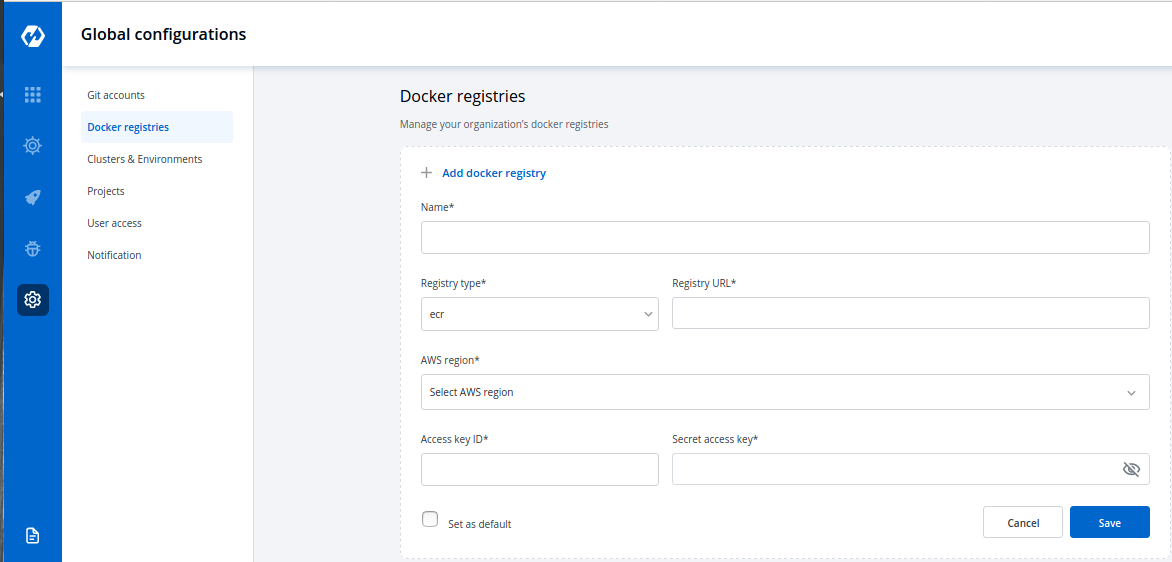 Global configurations
Git accounts
Docker registries
Clusters & Environments
Projects
User access
Notification
Docker registries
Manage your organization's docker registries
Add docker registry
Name*
Registry type* Registry URL*
ecr
AWS region*
Select AWS region
Access key ID* Secret access key*
Set as default Cancel Save